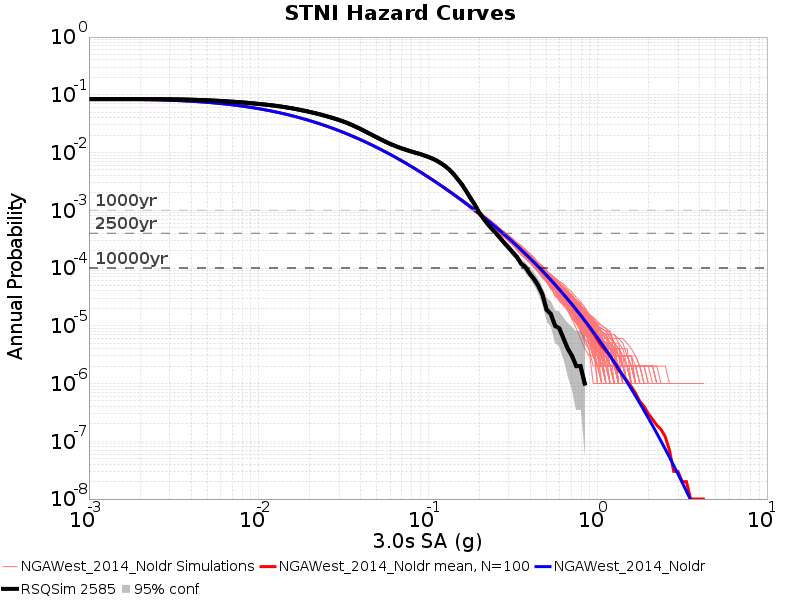 STNI Hazard Curves
Annual Probability
10^0
10^-1
10^-2
10^-3
10^-4
10^-5
10^-6
10^-7
10^-8
1000yr
2500yr
10000yr
10^-3 10^-2 10^-1 10^0 10^1
3.0s SA (g)
NGAWest_2014_NoIdr Simulations NGAWest_2014_NoIdr mean, N=100 NGAWest_2014_NoIdr
RSQSim 2585 95% conf